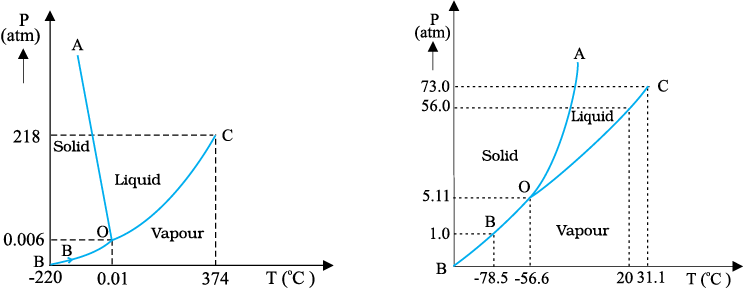 P
(atm)
A
218
C
Solid
Liquid
O
0.006
Vapour
B
B
-220
0.01
374
T (°C)
P
(atm)
A
73.0
C
56.0
Liquid
Solid
5.11
O
B
1.0
Vapour
B
-78.5
-56.6
20
31.1
T (°C)